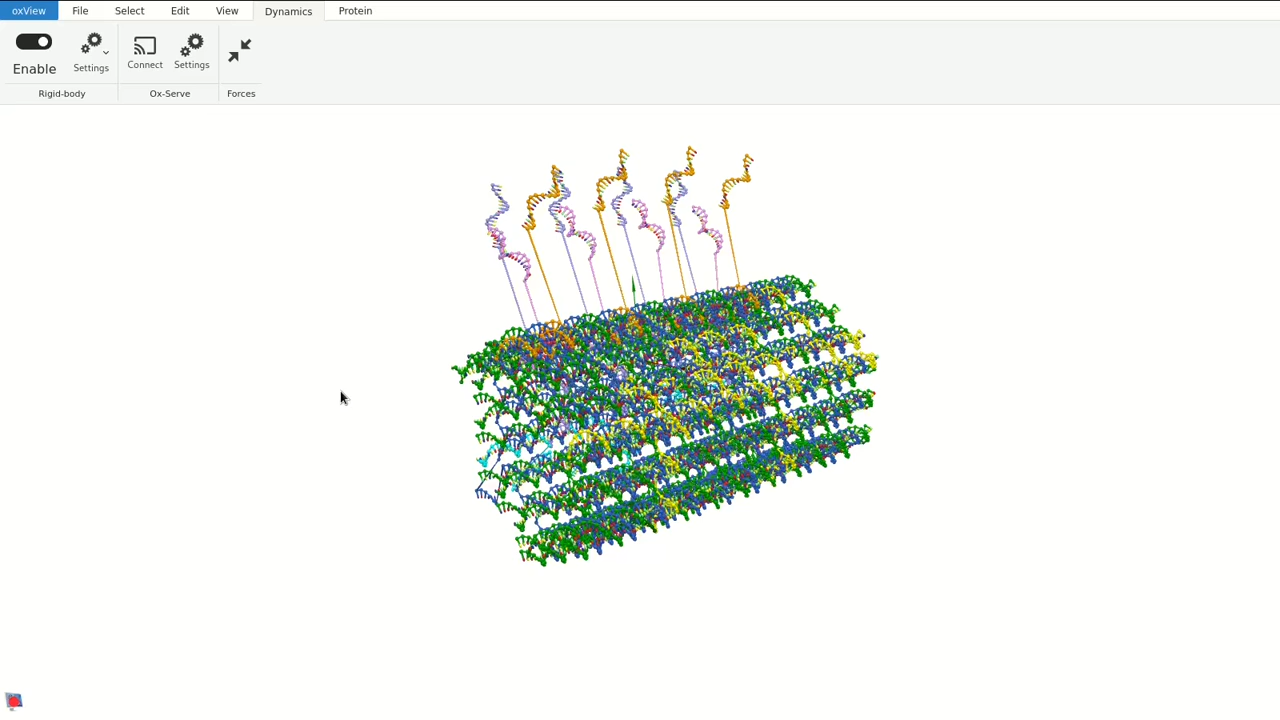 oxView File Select Edit View Dynamics Protein
Enable Settings Connect Settings
Rigid-body Ox-Serve Forces